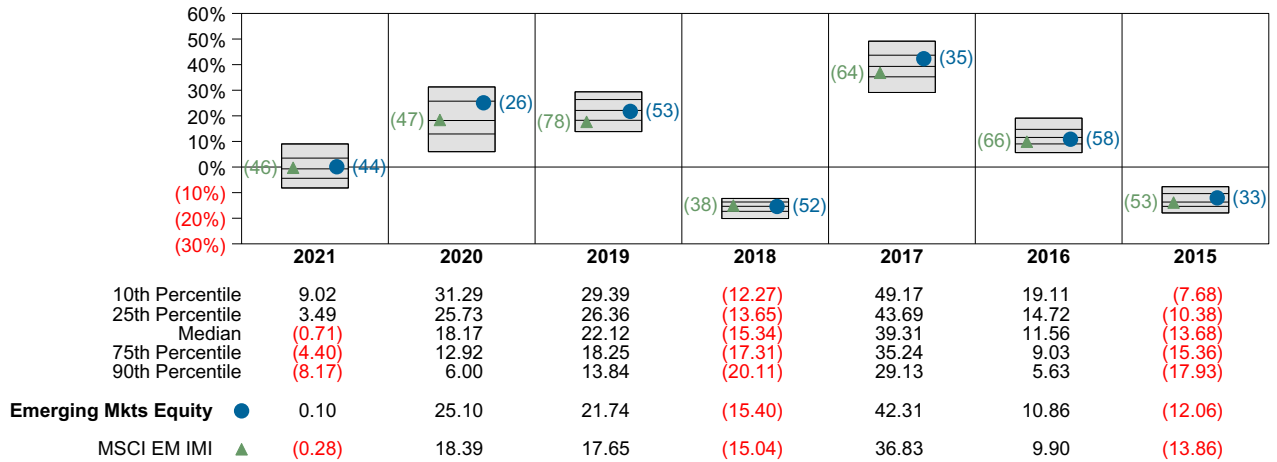 60%
50%
40%
30%
20%
10%
0%
(10%)
(20%)
(30%)
(46) (44)
(47) (26)
(78) (53)
(38) (52)
(64) (35)
(66) (58)
(53) (33)
2021 2020 2019 2018 2017 2016 2015
10th Percentile 9.02 31.29 29.39 (12.27) 49.17 19.11 (7.68)
25th Percentile 3.49 25.73 26.36 (13.65) 43.69 14.72 (10.38)
Median (0.71) 18.17 22.12 (15.34) 39.31 11.56 (13.68)
75th Percentile (4.40) 12.92 18.25 (17.31) 35.24 9.03 (15.36)
90th Percentile (8.17) 6.00 13.84 (20.11) 29.13 5.63 (17.93)
Emerging Mkts Equity 0.10 25.10 21.74 (15.40) 42.31 10.86 (12.06)
MSCI EM IMI (0.28) 18.39 17.65 (15.04) 36.83 9.90 (13.86)